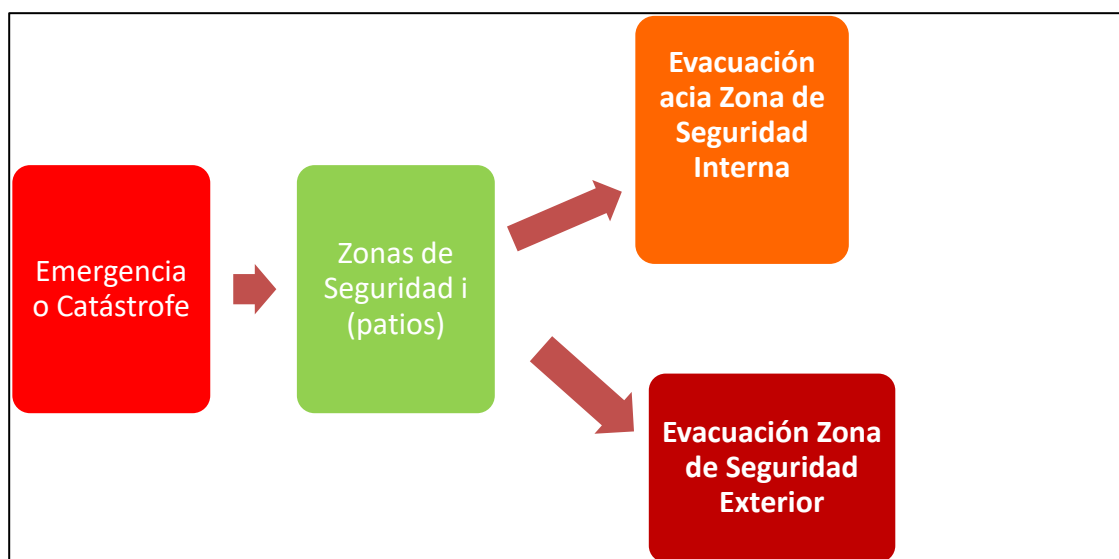 Emergencia
o Catástrofe
Zonas de
Seguridad i
(patios)
Evacuación
acia Zona de
Seguridad
Interna
Evacuación Zona
de Seguridad
Exterior